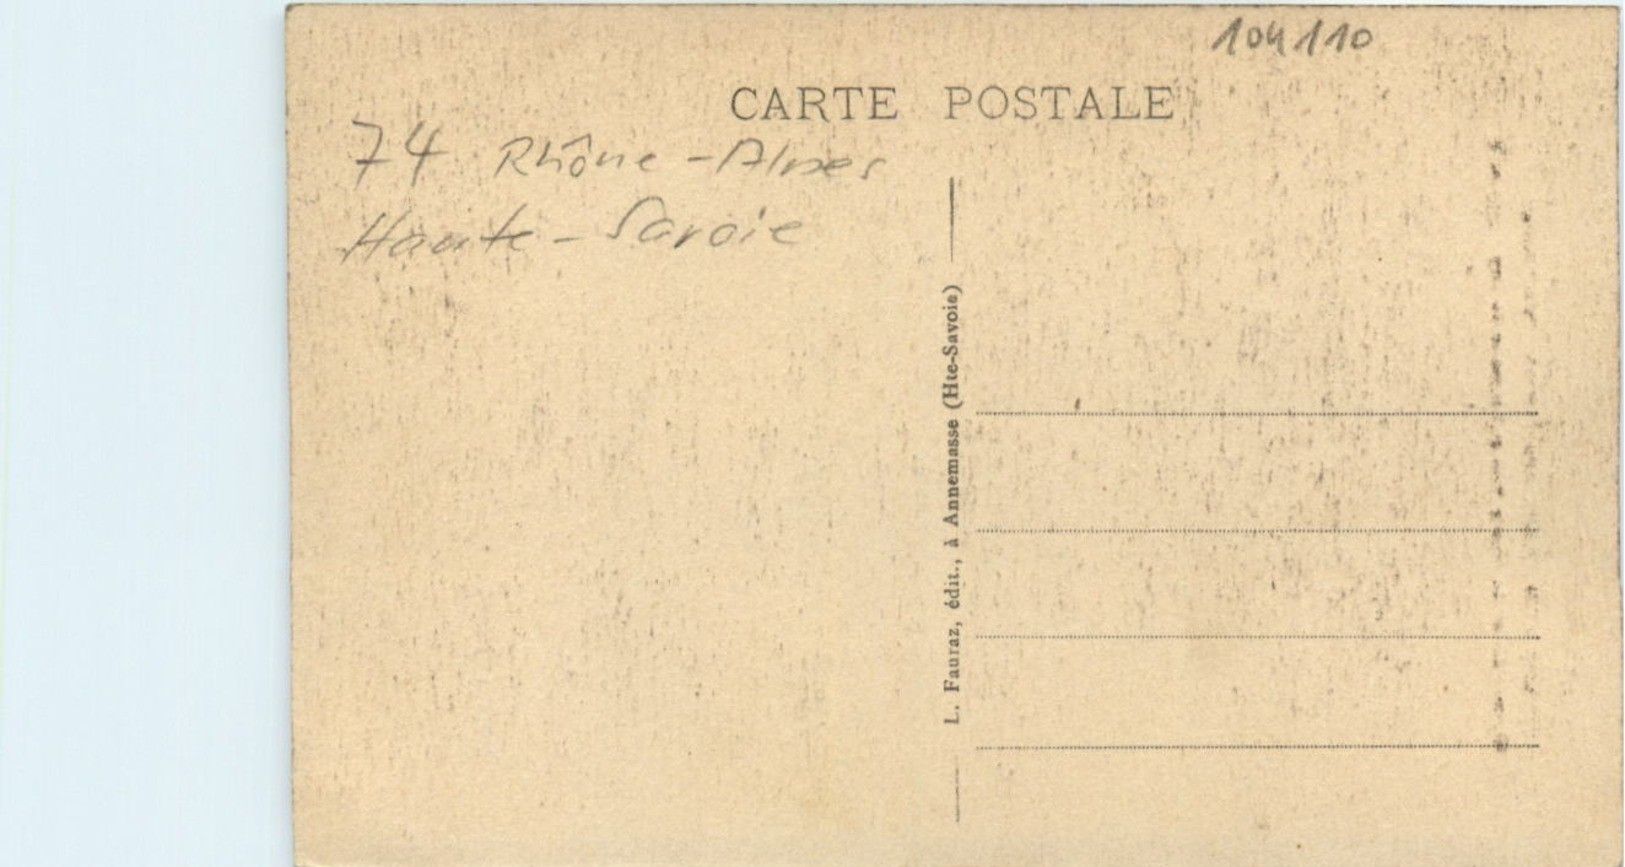 104110
CARTE POSTALE
74 Rhône-Alpes
Haute-Savoie
L. Fauraz, édit., à Annemasse (Hte-Savoie)